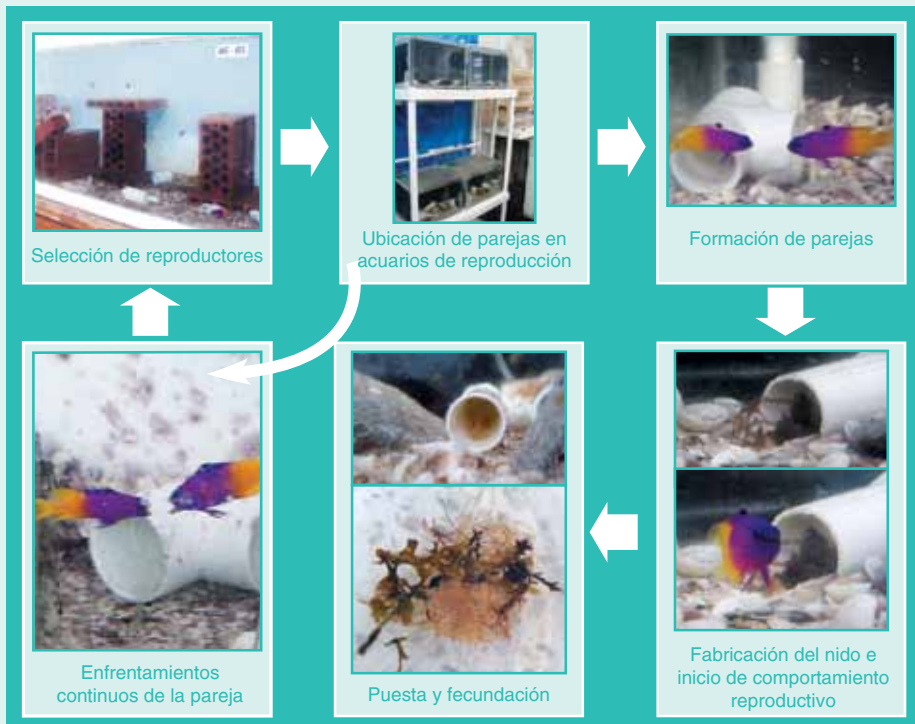 Selección de reproductores
Ubicación de parejas en
acuarios de reproducción
Formación de parejas
Enfrentamientos
continuos de la pareja
Puesta y fecundación
Fabricación del nido e
inicio de comportamiento
reproductivo